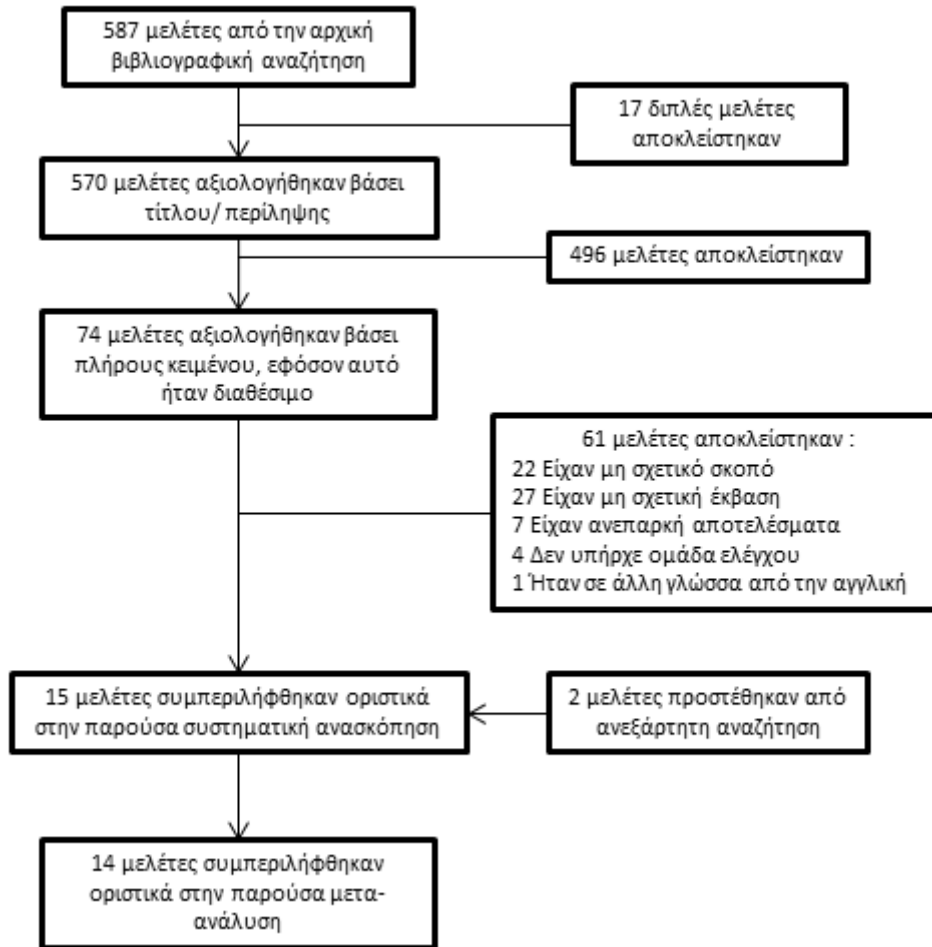 587 μελέτες από την αρχική
βιβλιογραφική αναζήτηση
17 διπλές μελέτες
αποκλείστηκαν
570 μελέτες αξιολογήθηκαν βάσει
τίτλου/ περίληψης
496 μελέτες αποκλείστηκαν
74 μελέτες αξιολογήθηκαν βάσει
πλήρους κειμένου, εφόσον αυτό
ήταν διαθέσιμο
61 μελέτες αποκλείστηκαν :
22 Είχαν μη σχετικό σκοπό
27 Είχαν μη σχετική έκβαση
7 Είχαν ανεπαρκή αποτελέσματα
4 Δεν υπήρχε ομάδα ελέγχου
1 Ήταν σε άλλη γλώσσα από την αγγλική
15 μελέτες συμπεριλήφθηκαν οριστικά
στην παρούσα συστηματική ανασκόπηση
2 μελέτες προστέθηκαν από
ανεξάρτητη αναζήτηση
14 μελέτες συμπεριλήφθηκαν
οριστικά στην παρούσα μετα-
ανάλυση